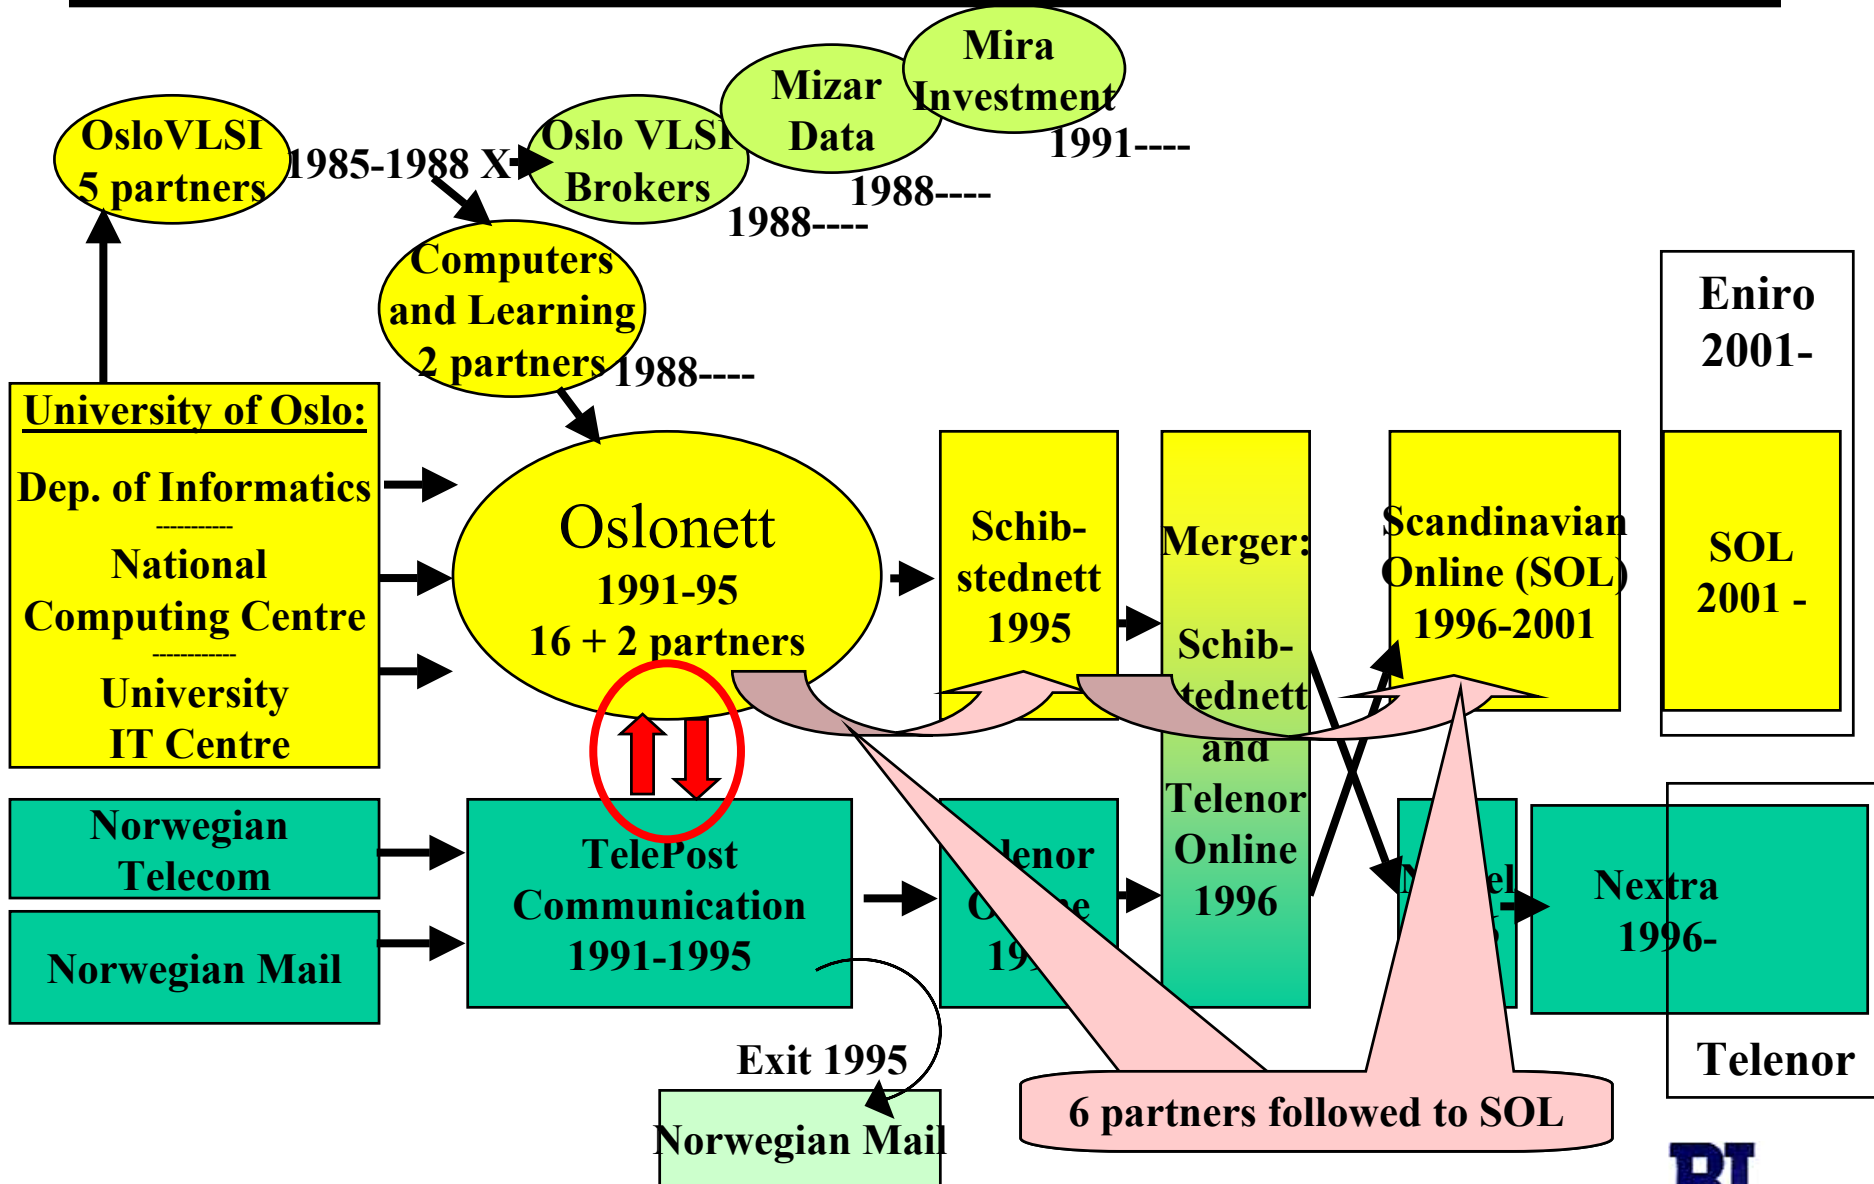 Mira
Investment
1991----
Mizar
Data
1988----
OsloVLSI
5 partners
1985-1988 X
Oslo VLSI
Brokers
1988----
Computers
and Learning
2 partners
1988----
Eniro
2001-
University of Oslo:
Dep. of Informatics
-----------
National
Computing Centre
------------
University
IT Centre
Oslonett
1991-95
16 + 2 partners
Schib-
stednett
1995
Merger:
Schib-
stednett
and
Telenor
Online
1996
Scandinavian
Online (SOL)
1996-2001
SOL
2001 -
Norwegian
Telecom
Norwegian Mail
TelePost
Communication
1991-1995
Nextra
1996-
Telenor
Exit 1995
Norwegian Mail
6 partners followed to SOL
BI